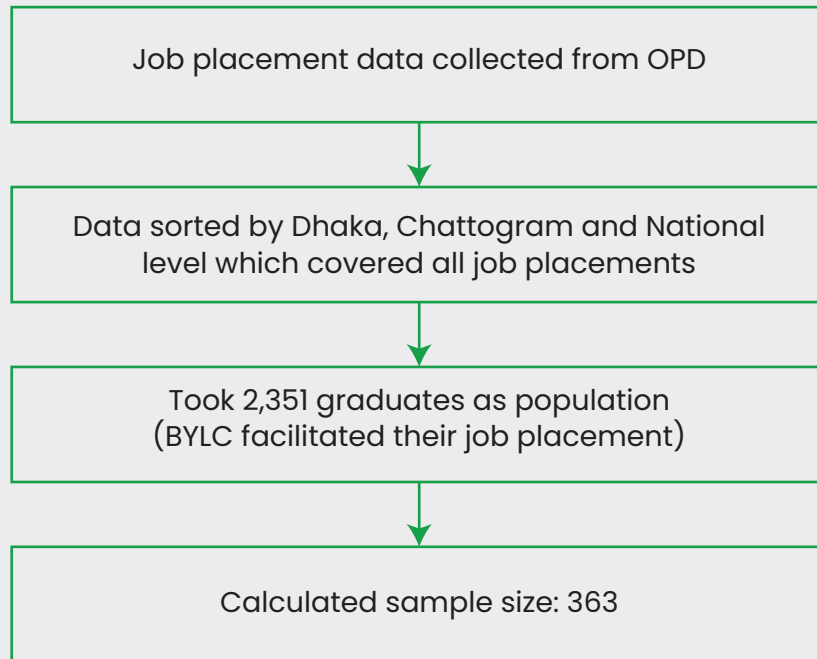 Job placement data collected from OPD
Data sorted by Dhaka, Chattogram and National
level which covered all job placements
Took 2,351 graduates as population
(BYLC facilitated their job placement)
Calculated sample size: 363